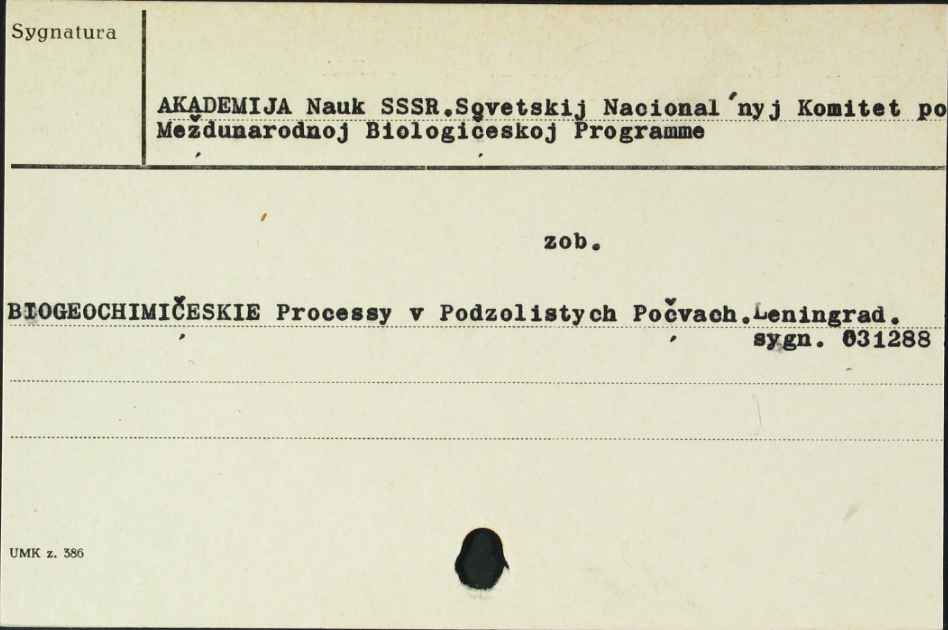 Sygnatura
AKADEMIJA Nauk SSSR.Sovetskij Nacional´nyj Komitet po
Meždunarodnoj Biologičeskoj Programme
zob.
BIOGEOCHIMIČESKIE Processy v Podzolistych Počvach.Leningrad.
sygn. 031288
UMK z. 386